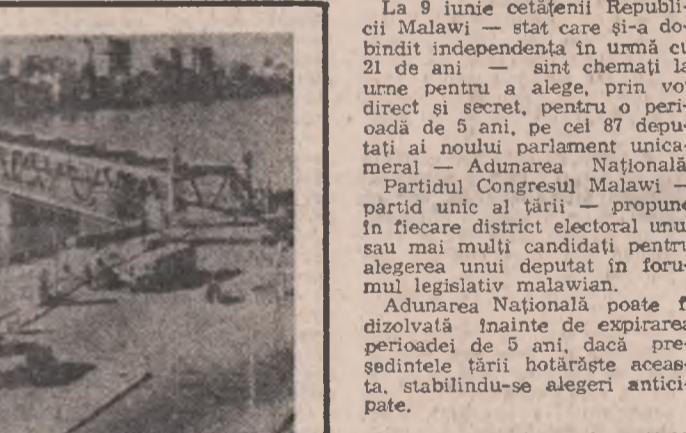 La 9 iunie cetățenii Republi-
cii Malawi — stat care și-a do-
bîndit independența în urmă cu
21 de ani — sînt chemați la
urne pentru a alege, prin vot
direct și secret, pentru o peri-
oadă de 5 ani, pe cei 87 depu-
tați ai noului parlament unica-
meral — Adunarea Națională
Partidul Congresul Malawi —
partid unic al țării — propune
în fiecare district electoral unul
sau mai mulți candidați pentru
alegerea unui deputat în foru-
mul legislativ malawian.
Adunarea Națională poate fi
dizolvată înainte de expirarea
perioadei de 5 ani, dacă pre-
ședintele țării hotărăște aceas-
ta, stabilindu-se alegeri antici-
pate.